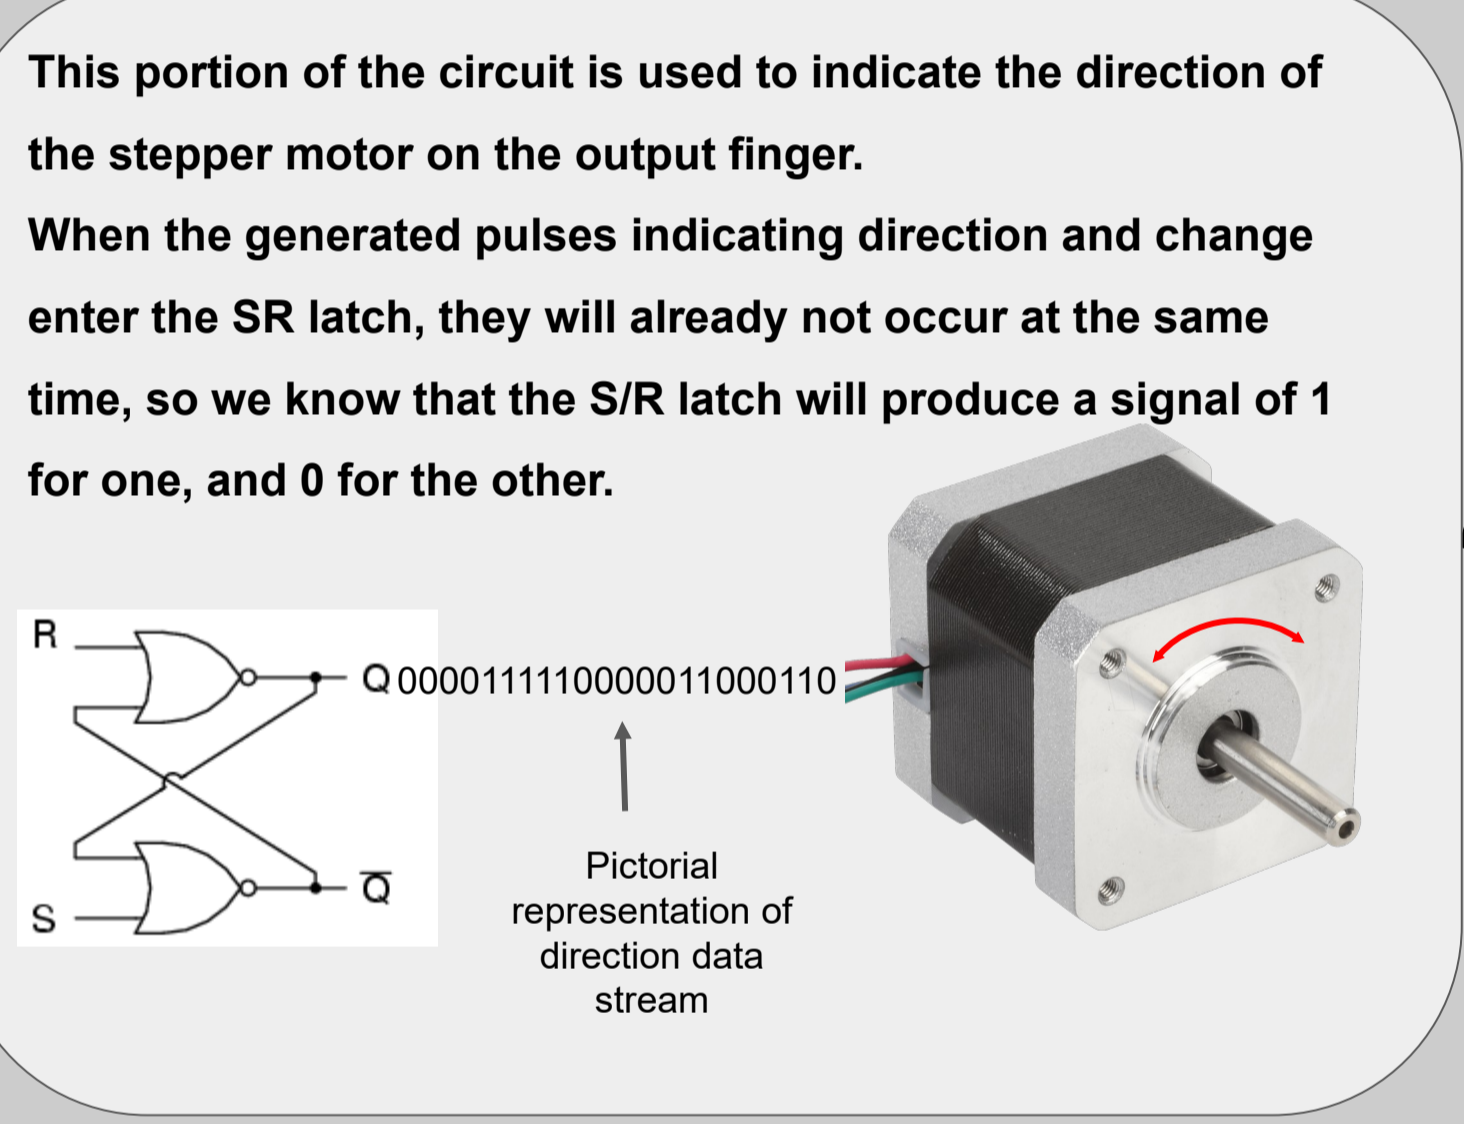 This portion of the circuit is used to indicate the direction of
the stepper motor on the output finger.
When the generated pulses indicating direction and change
enter the SR latch, they will already not occur at the same
time, so we know that the S/R latch will produce a signal of 1
for one, and 0 for the other.
R
Q 0000111110000011000110
Q̅
S
Pictorial
representation of
direction data
stream